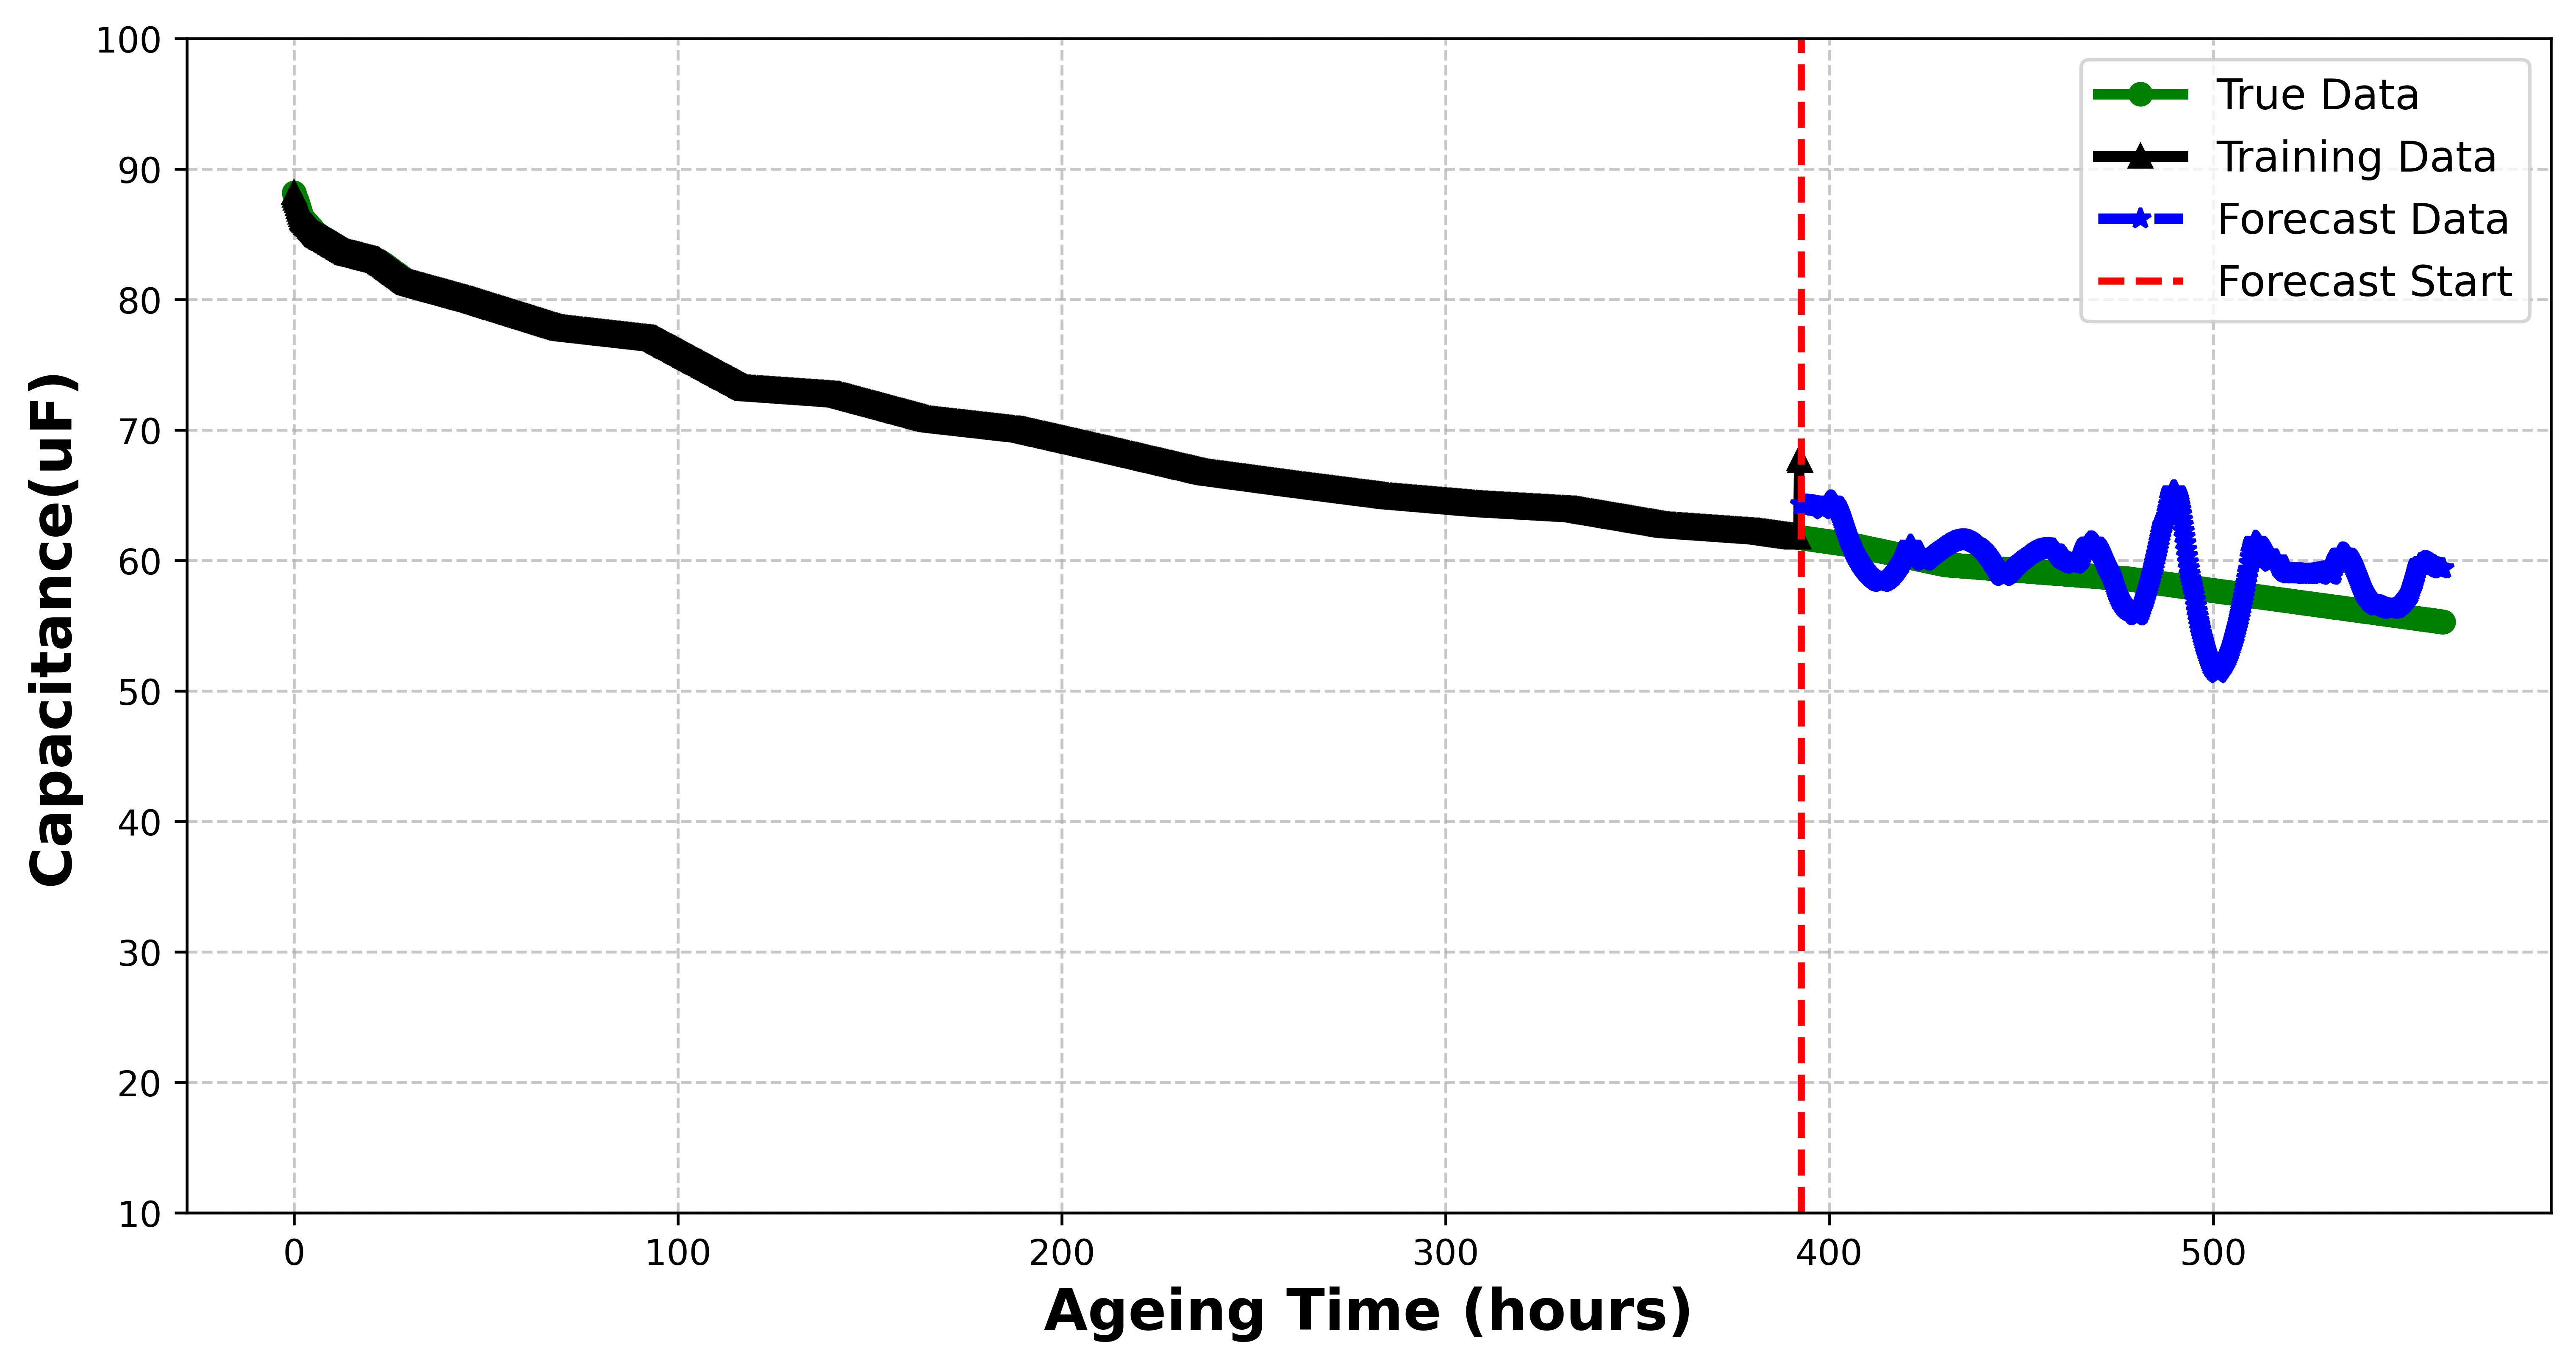 100
90
80
70
60
50
40
30
20
10
Capacitance(uF)
True Data
Training Data
Forecast Data
Forecast Start
0 100 200 300 400 500
Ageing Time (hours)